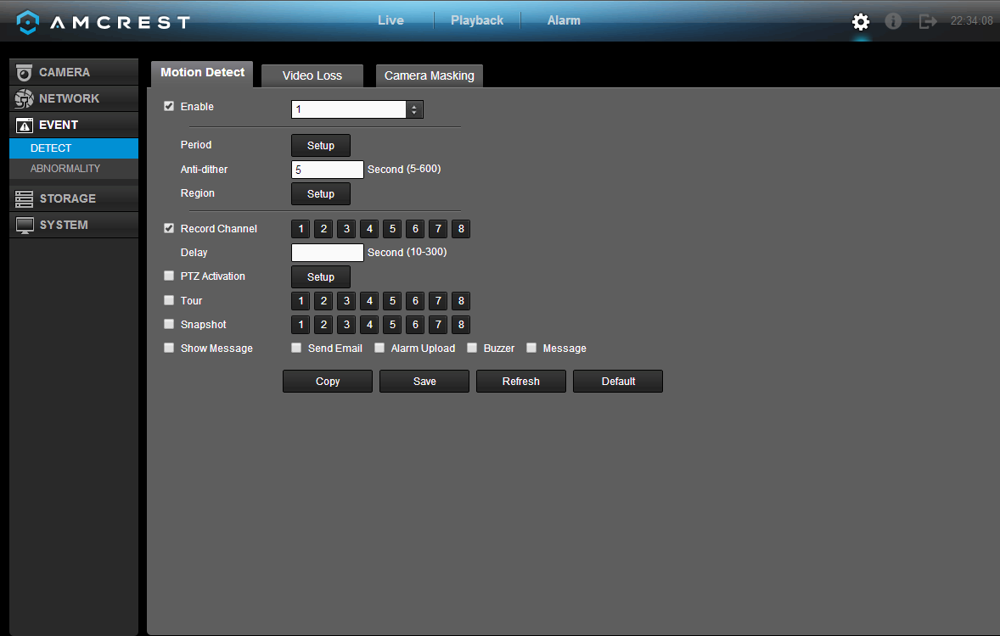 AMCREST Live Playback Alarm 22:34:08
CAMERA
NETWORK
EVENT
DETECT
ABNORMALITY
STORAGE
SYSTEM
Motion Detect Video Loss Camera Masking
Enable 1
Period Setup
Anti-dither 5 Second (5-600)
Region Setup
Record Channel 1 2 3 4 5 6 7 8
Delay Second (10-300)
PTZ Activation Setup
Tour 1 2 3 4 5 6 7 8
Snapshot 1 2 3 4 5 6 7 8
Show Message Send Email Alarm Upload Buzzer Message
Copy Save Refresh Default